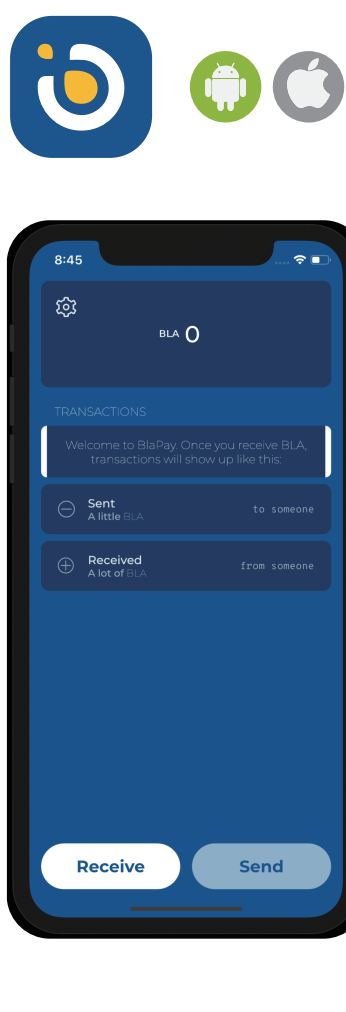 8:45
BLA 0
TRANSACTIONS
Welcome to BlaPay. Once you receive BLA,
transactions will show up like this:
Sent
A little BLA
to someone
Received
A lot of BLA
from someone
Receive
Send